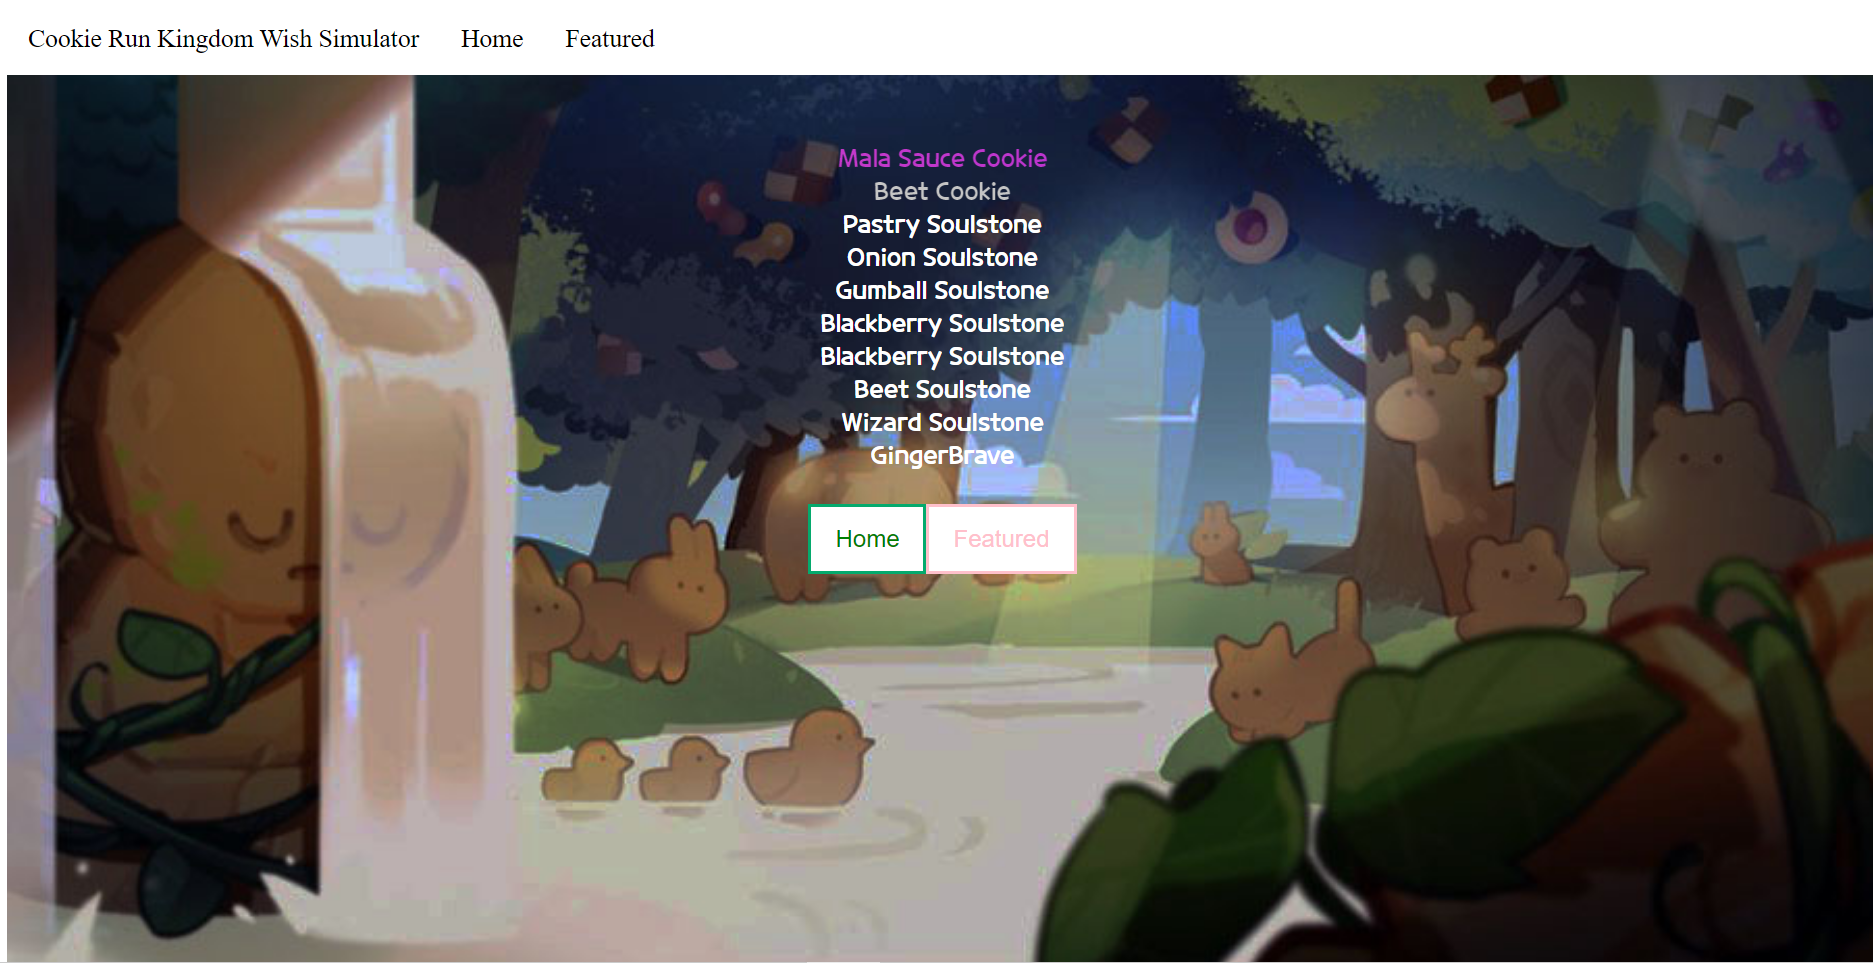 Cookie Run Kingdom Wish Simulator Home Featured
Mala Sauce Cookie
Beet Cookie
Pastry Soulstone
Onion Soulstone
Gumball Soulstone
Blackberry Soulstone
Blackberry Soulstone
Beet Soulstone
Wizard Soulstone
GingerBrave
Home Featured